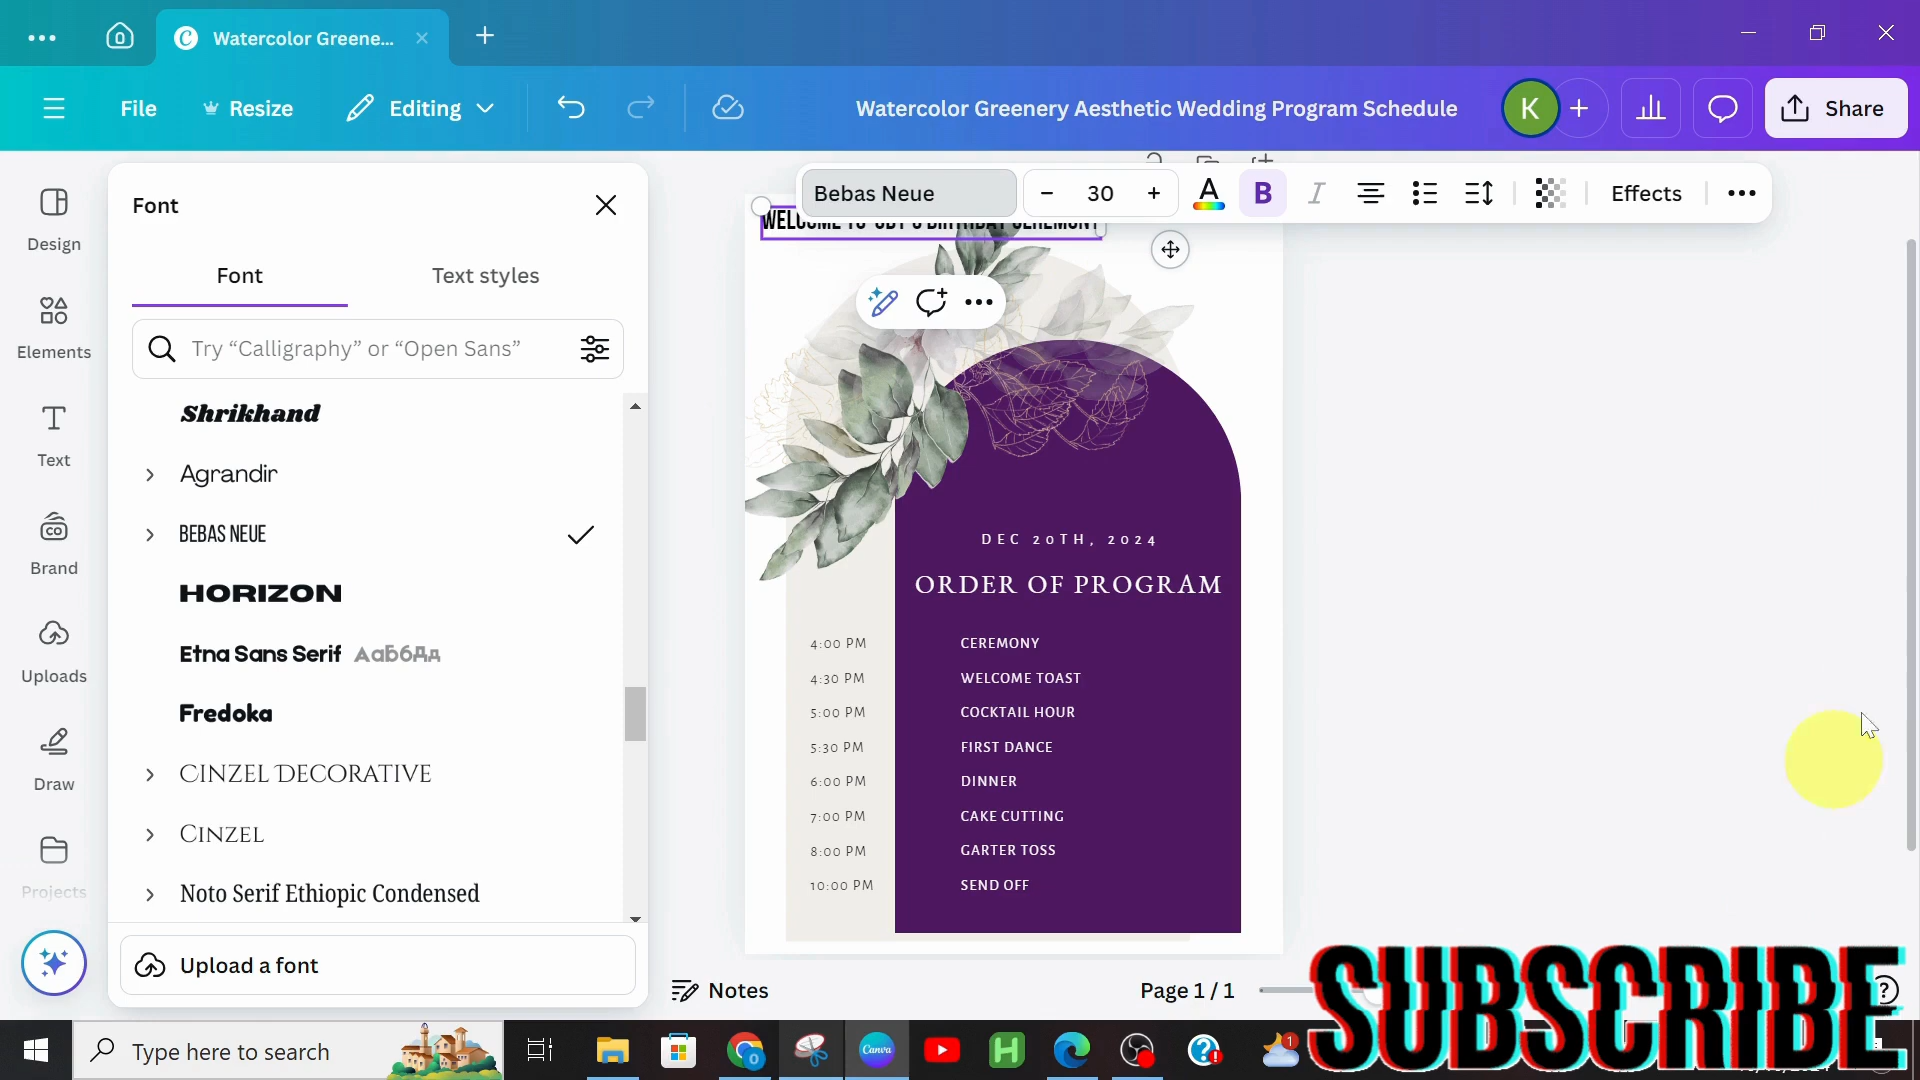 Watercolor Greene...
File
Resize
Editing
Watercolor Greenery Aesthetic Wedding Program Schedule
K
Share
Design
Elements
Text
Brand
Uploads
Draw
Projects
Font
Font
Text styles
Try “Calligraphy” or “Open Sans”
Shrikhand
Agrandir
BEBAS NEUE
HORIZON
Etna Sans Serif Aaббдд
Fredoka
CINZEL DECORATIVE
CINZEL
Noto Serif Ethiopic Condensed
Upload a font
Bebas Neue
− 30 +
A
B
I
Effects
BIRTHDAY CEREMONY
DEC 20TH, 2024
ORDER OF PROGRAM
4:00 PM CEREMONY
4:30 PM WELCOME TOAST
5:00 PM COCKTAIL HOUR
5:30 PM FIRST DANCE
6:00 PM DINNER
7:00 PM CAKE CUTTING
8:00 PM GARTER TOSS
10:00 PM SEND OFF
Notes
Page 1 / 1
SUBSCRIBE
Type here to search
Canva